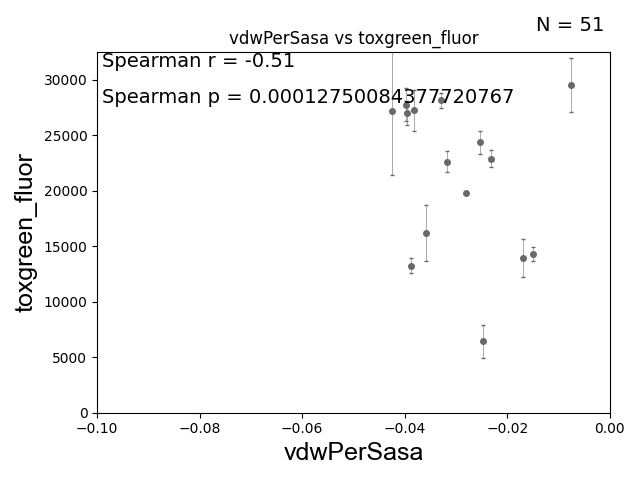 N = 51
vdwPerSasa vs toxgreen_fluor
Spearman r = -0.51
Spearman p = 0.00012750084377720767
30000
25000
20000
15000
10000
5000
0
toxgreen_fluor
−0.10 −0.08 −0.06 −0.04 −0.02 0.00
vdwPerSasa